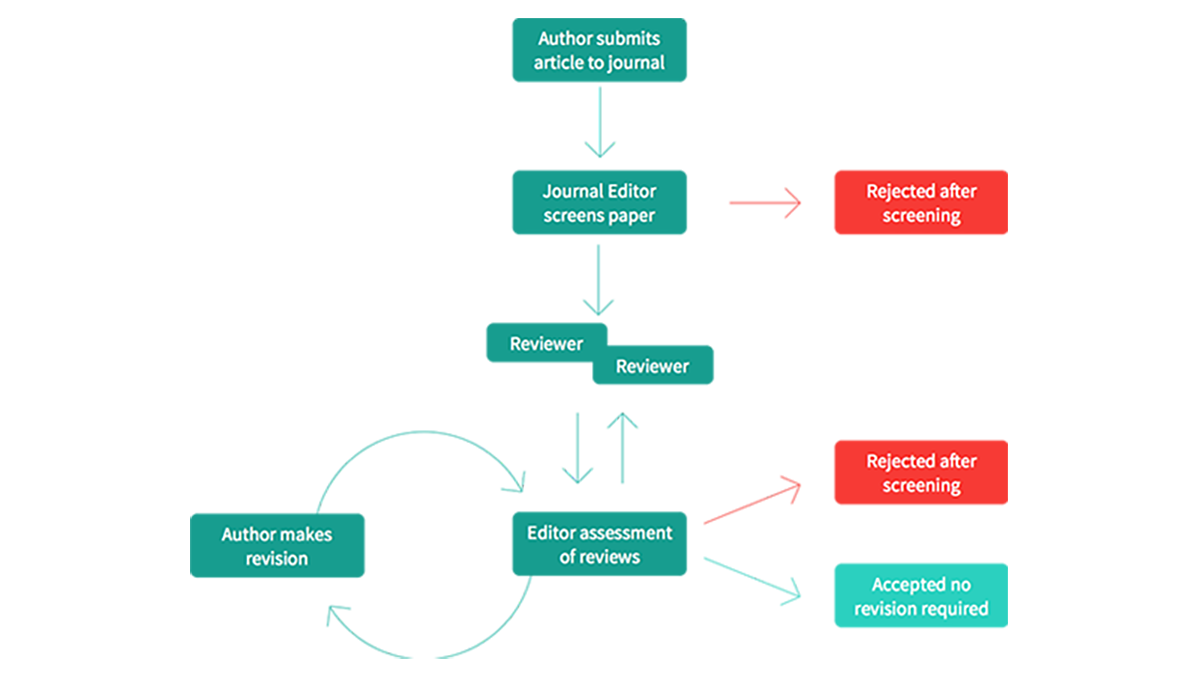 Author submits
article to journal
Journal Editor
screens paper
Rejected after
screening
Reviewer
Reviewer
Author makes
revision
Editor assessment
of reviews
Rejected after
screening
Accepted no
revision required